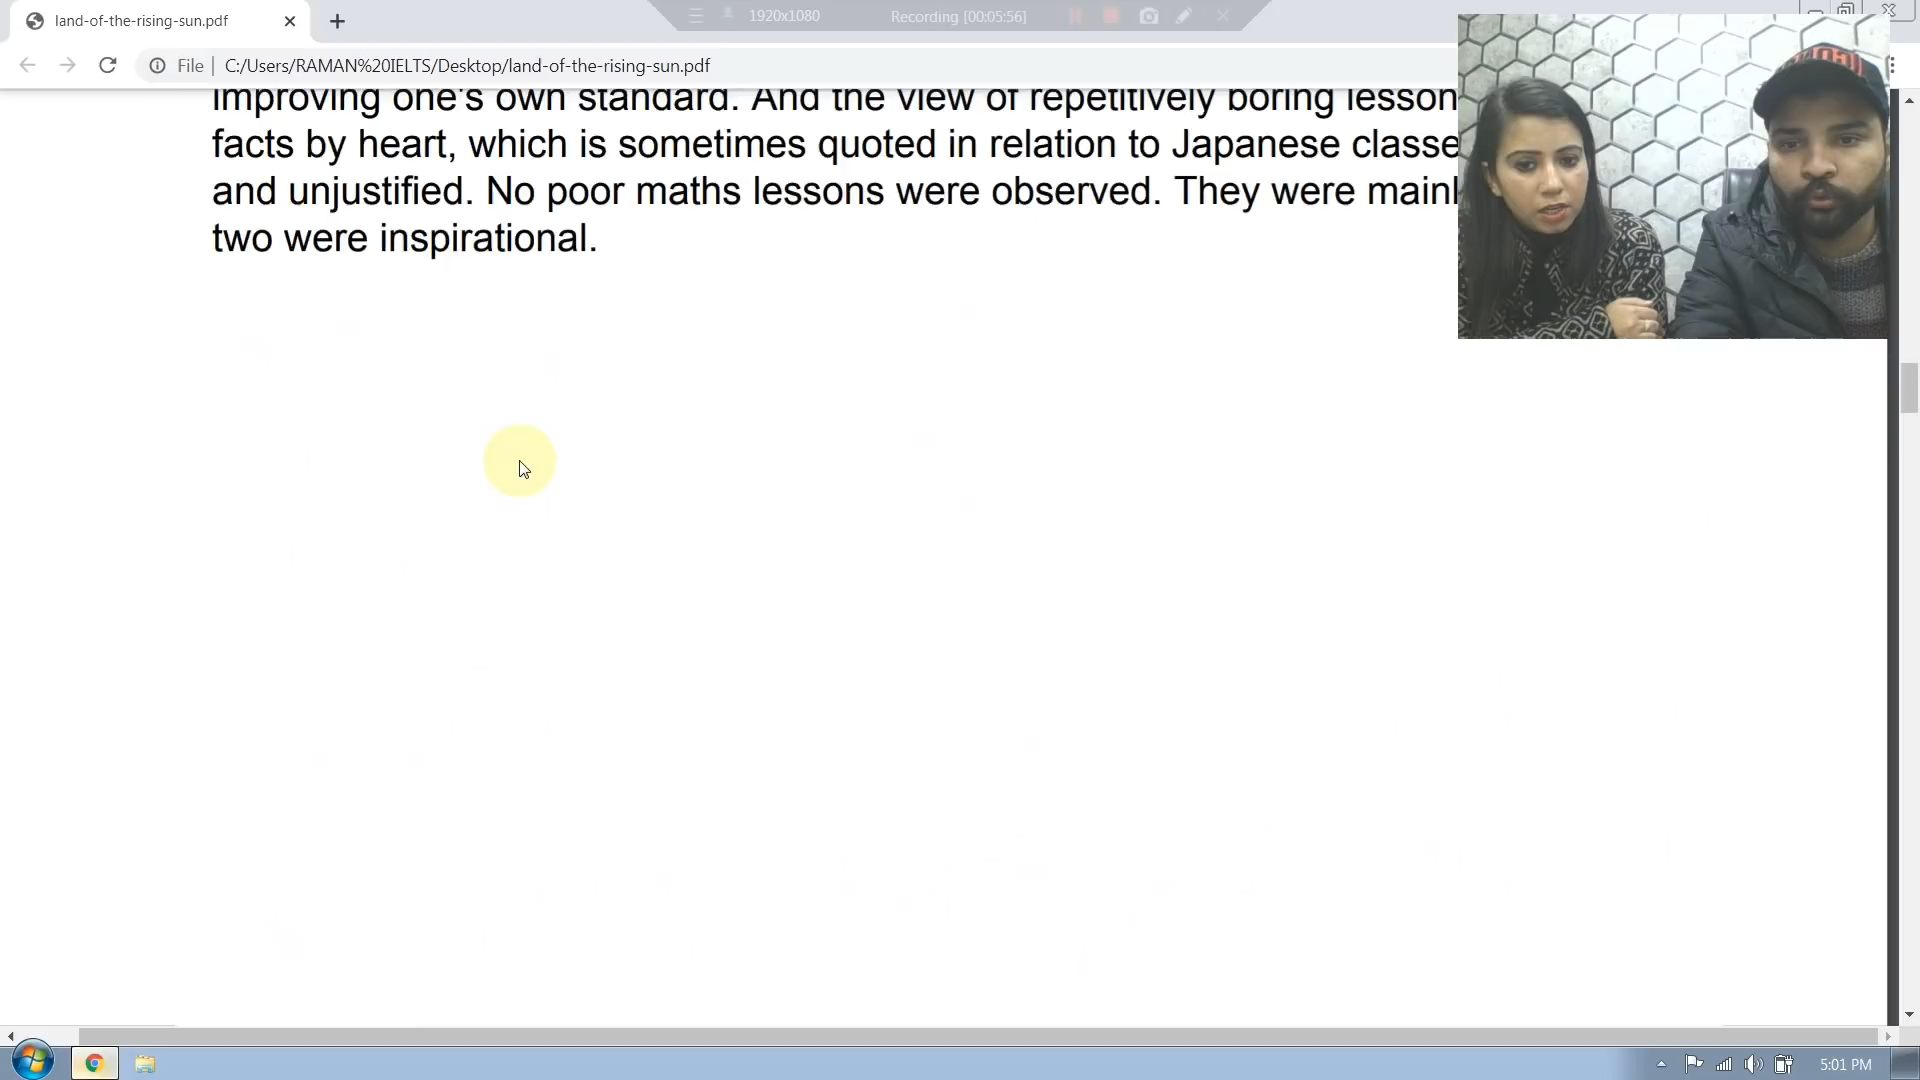 land-of-the-rising-sun.pdf
1920x1080
Recording [00:05:56]
File
C:/Users/RAMAN%20IELTS/Desktop/land-of-the-rising-sun.pdf
improving one's own standard. And the view of repetitively boring lesson
facts by heart, which is sometimes quoted in relation to Japanese classe
and unjustified. No poor maths lessons were observed. They were mainl
two were inspirational.
5:01 PM